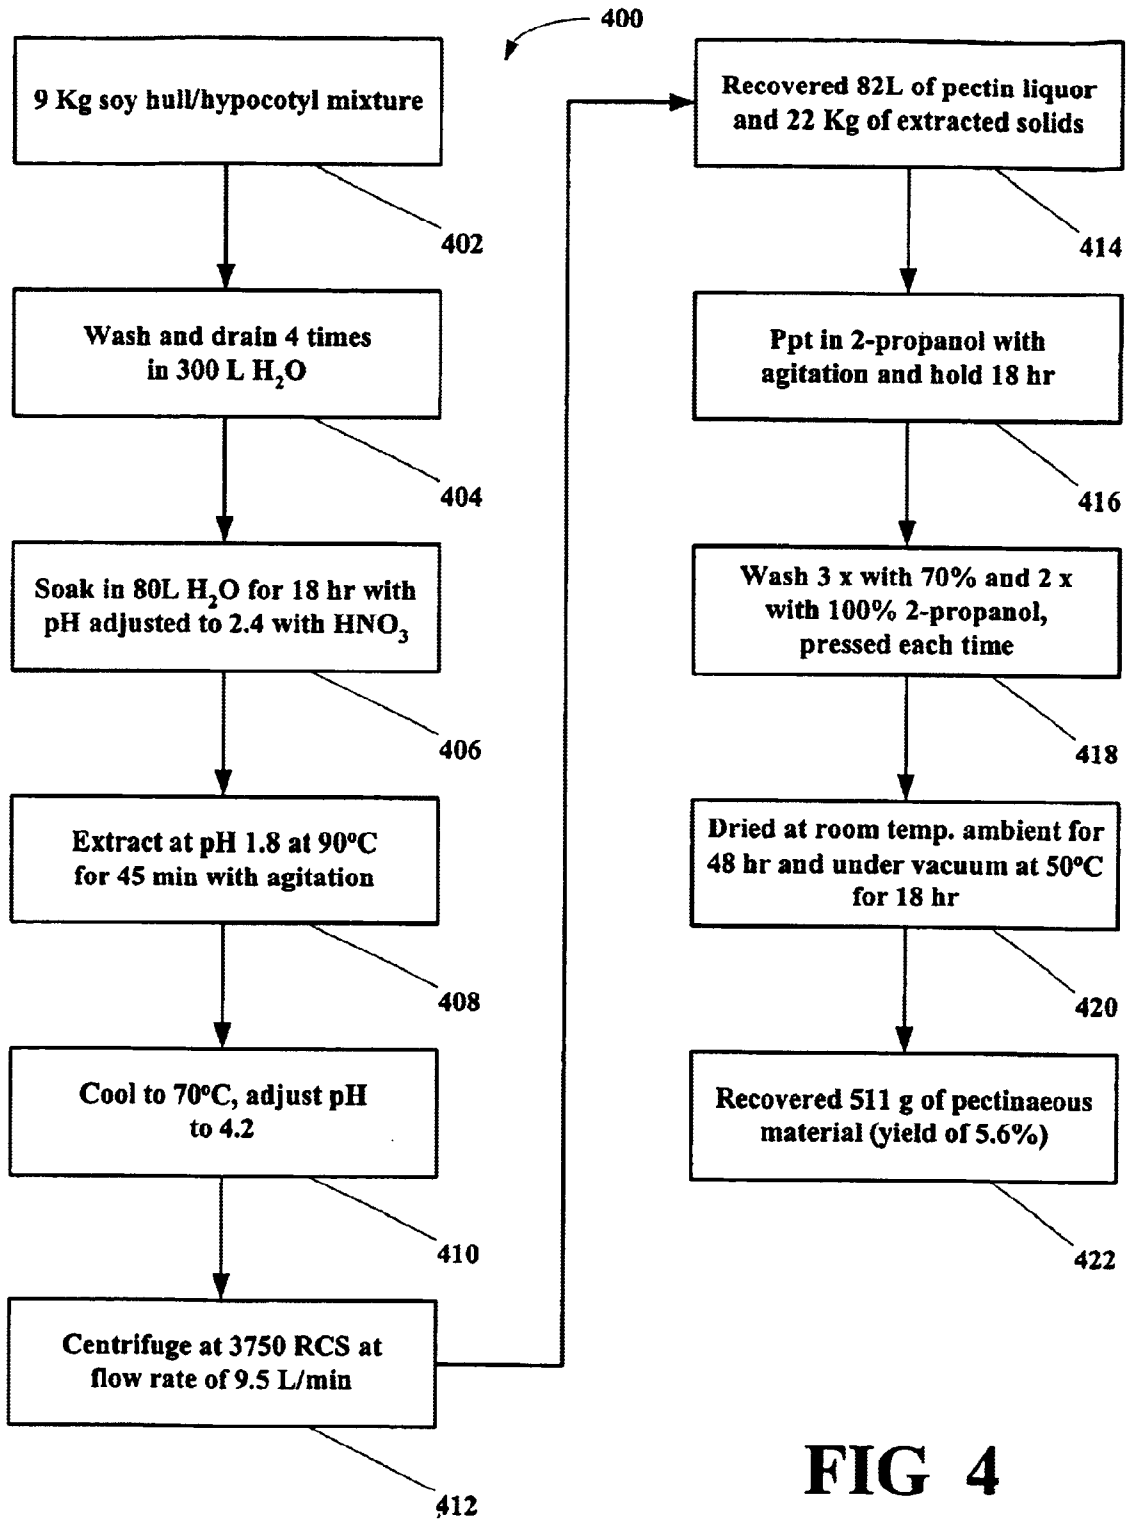 400
9 Kg soy hull/hypocotyl mixture
402
Wash and drain 4 times
in 300 L H₂O
404
Soak in 80L H₂O for 18 hr with
pH adjusted to 2.4 with HNO₃
406
Extract at pH 1.8 at 90ºC
for 45 min with agitation
408
Cool to 70ºC, adjust pH
to 4.2
410
Centrifuge at 3750 RCS at
flow rate of 9.5 L/min
412
Recovered 82L of pectin liquor
and 22 Kg of extracted solids
414
Ppt in 2-propanol with
agitation and hold 18 hr
416
Wash 3 x with 70% and 2 x
with 100% 2-propanol,
pressed each time
418
Dried at room temp. ambient for
48 hr and under vacuum at 50ºC
for 18 hr
420
Recovered 511 g of pectinaeous
material (yield of 5.6%)
422
FIG 4